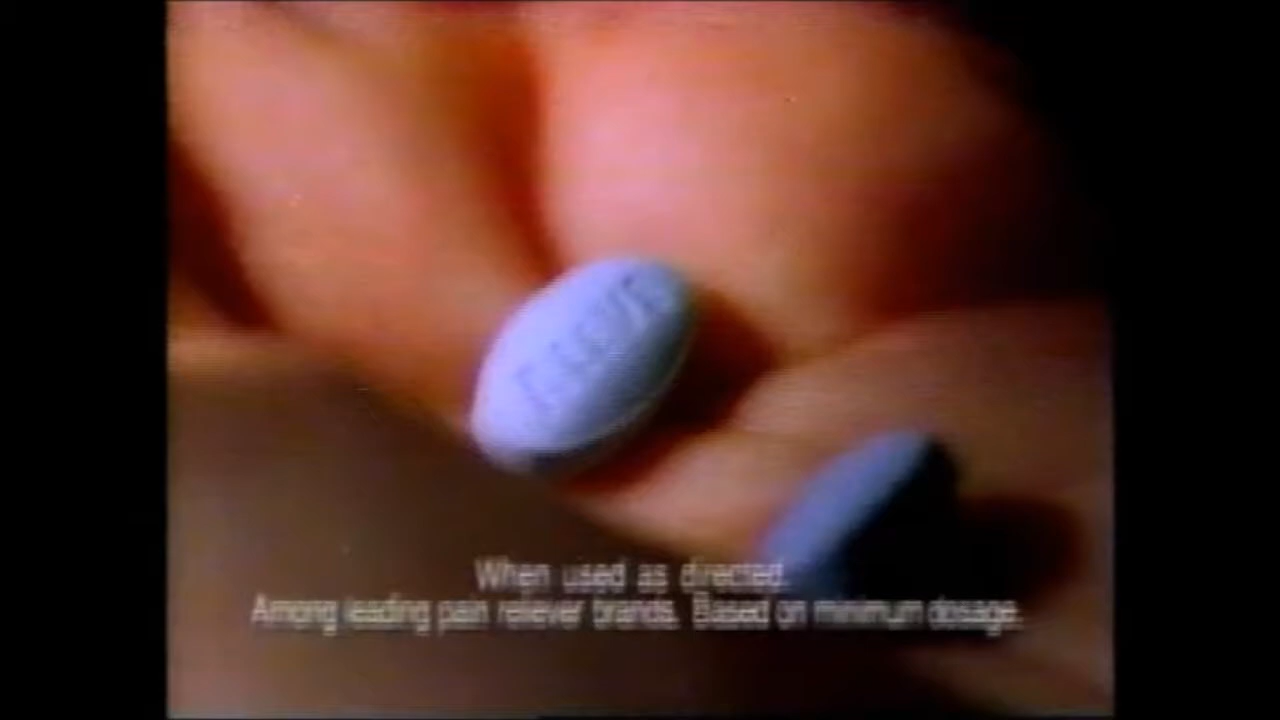 When used as directed.
Among leading pain reliever brands. Based on minimum dosage.